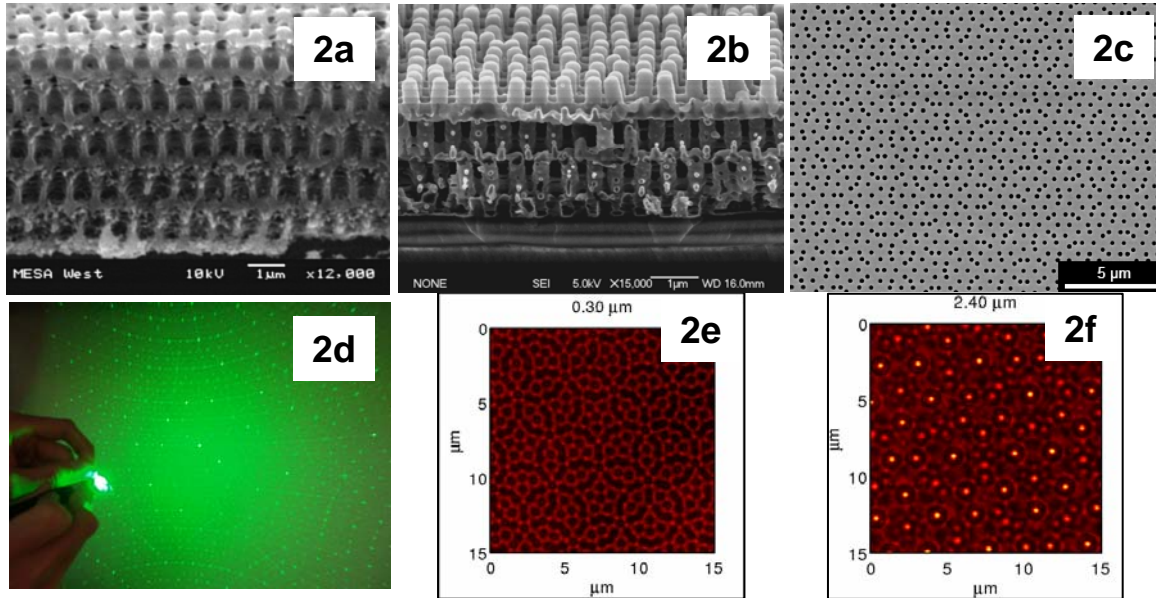 2a
MESA West 10kV 1µm ×12,000
2b
NONE SEI 5.0kV ×15,000 1µm WD 16.0mm
2c
5 µm
2d
0.30 µm
2e
0
5
10
15
µm
0 5 10 15
µm
2.40 µm
2f
0
5
10
15
µm
0 5 10 15
µm